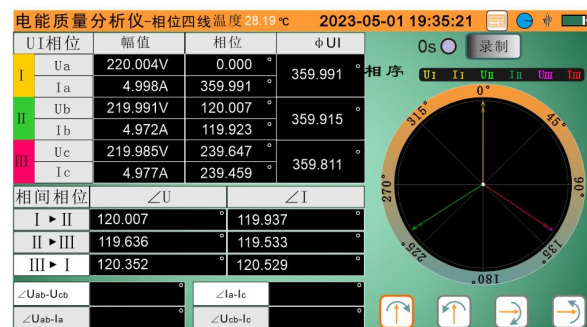 电能质量分析仪-相位四线温度 28.19 ℃ 2023-05-01 19:35:21
UI相位 幅值 相位 ϕUI
I Ua 220.004V 0.000 ° 359.991 °
Ia 4.998A 359.991 °
II Ub 219.991V 120.007 ° 359.915 °
Ib 4.972A 119.923 °
III Uc 219.985V 239.647 ° 359.811 °
Ic 4.977A 239.459 °
相间相位 ∠U ∠I
I ► II 120.007 ° 119.937 °
II ►III 119.636 ° 119.533 °
III ► I 120.352 ° 120.529 °
∠Uab-Ucb ° ∠Ia-Ic °
∠Uab-Ia ° ∠Ucb-Ic °
0s 录制
相序 UI II UII III UIII IIII
0°
45°
90°
135°
180°
225°
270°
315°